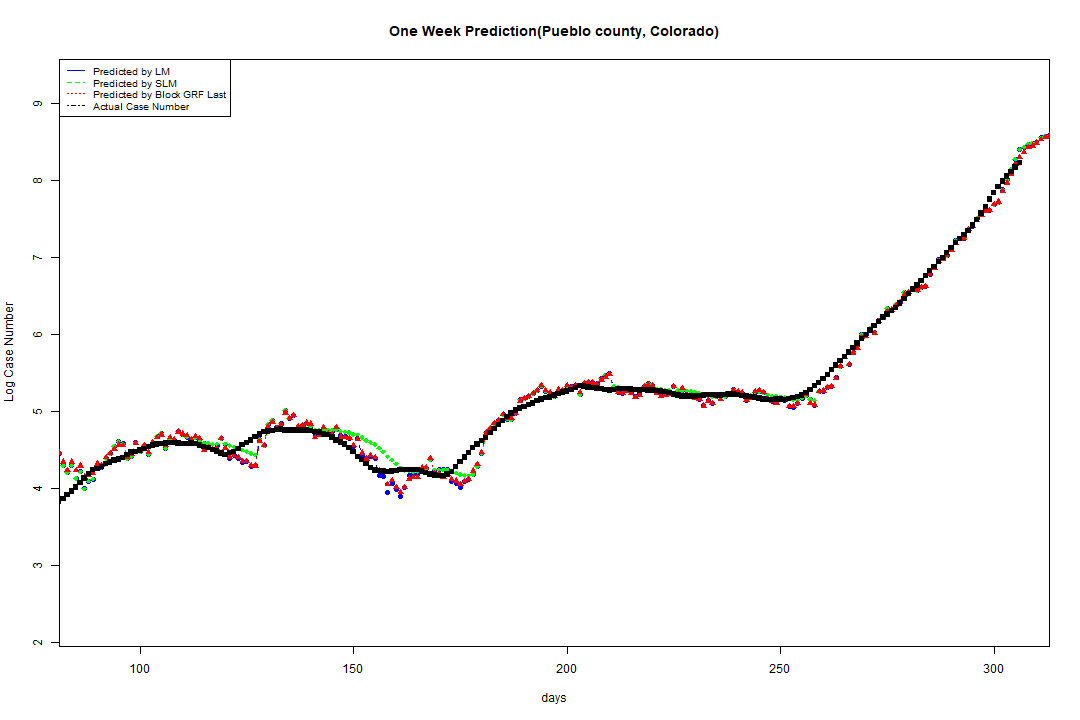 One Week Prediction(Pueblo county, Colorado)
Predicted by LM
Predicted by SLM
Predicted by Block GRF Last
Actual Case Number
9
8
7
6
5
4
3
2
Log Case Number
100 150 200 250 300
days